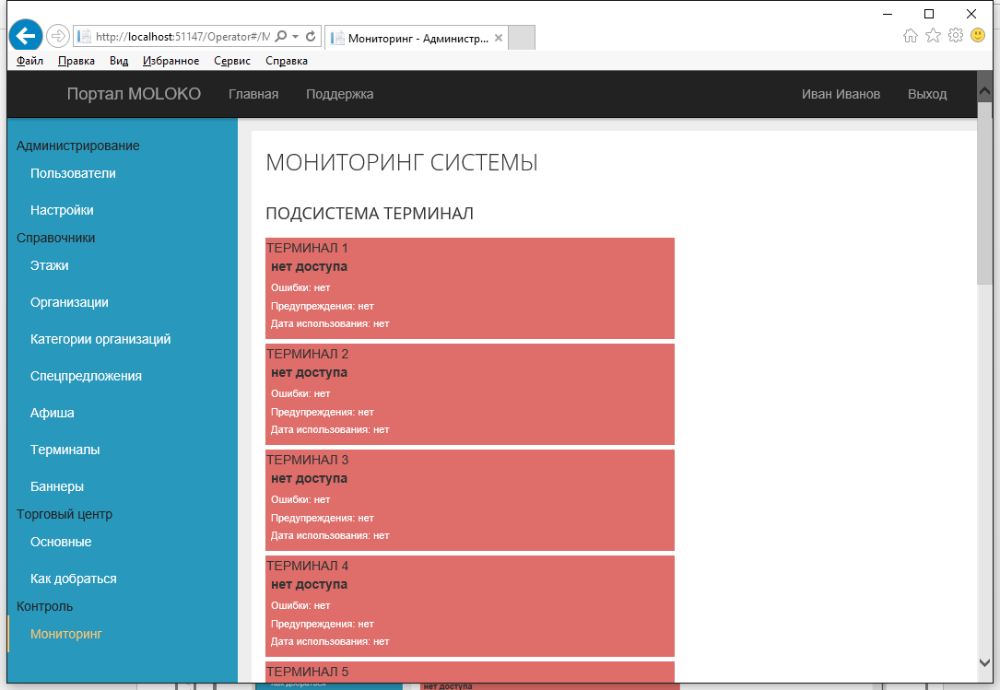 http://localhost:51147/Operator#/M
Мониторинг - Администр...
Файл Правка Вид Избранное Сервис Справка
Портал MOLOKO Главная Поддержка Иван Иванов Выход
Администрирование
Пользователи
Настройки
Справочники
Этажи
Организации
Категории организаций
Спецпредложения
Афиша
Терминалы
Баннеры
Торговый центр
Основные
Как добраться
Контроль
Мониторинг
МОНИТОРИНГ СИСТЕМЫ
ПОДСИСТЕМА ТЕРМИНАЛ
ТЕРМИНАЛ 1
нет доступа
Ошибки: нет
Предупреждения: нет
Дата использования: нет
ТЕРМИНАЛ 2
нет доступа
Ошибки: нет
Предупреждения: нет
Дата использования: нет
ТЕРМИНАЛ 3
нет доступа
Ошибки: нет
Предупреждения: нет
Дата использования: нет
ТЕРМИНАЛ 4
нет доступа
Ошибки: нет
Предупреждения: нет
Дата использования: нет
ТЕРМИНАЛ 5
Как добраться
нет доступа